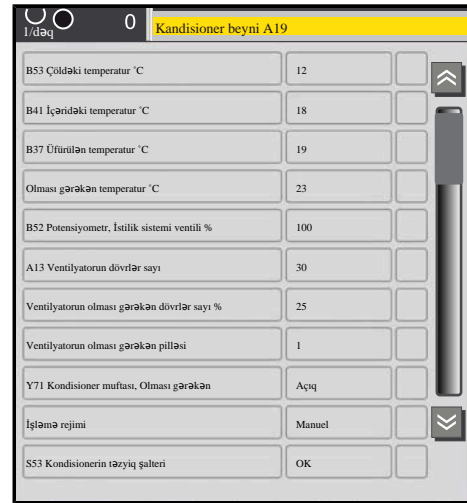 0
1/dəq
Kandisioner beyni A19
B53 Çöldəki temperatur °C 12
B41 İçəridəki temperatur °C 18
B37 Üfürülən temperatur °C 19
Olması gərəkən temperatur °C 23
B52 Potensiyometr, İstilik sistemi ventili % 100
A13 Ventilyatorun dövrlər sayı 30
Ventilyatorun olması gərəkən dövrlər sayı % 25
Ventilyatorun olması gərəkən pilləsi 1
Y71 Kondisioner muftası, Olması gərəkən Açıq
İşləmə rejimi Manuel
S53 Kondisionerin təzyiq şalteri OK